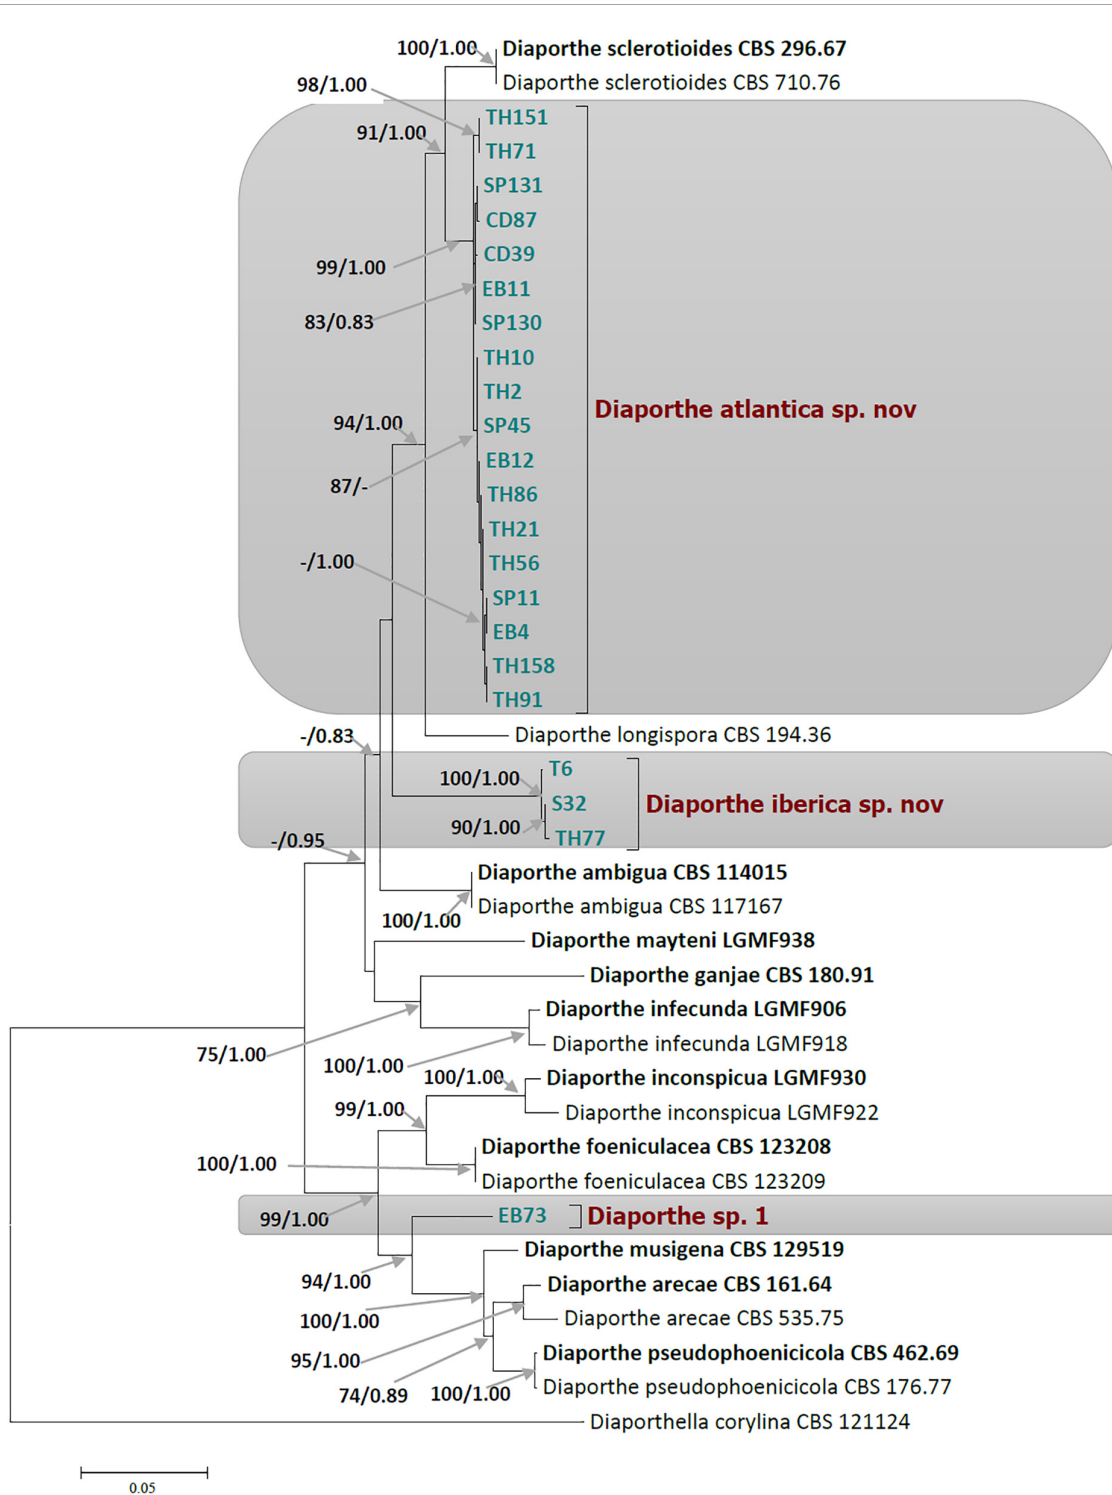 100/1.00 Diaporthe sclerotioides CBS 296.67
Diaporthe sclerotioides CBS 710.76
98/1.00
TH151
91/1.00
TH71
SP131
CD87
CD39
99/1.00
EB11
83/0.83
SP130
TH10
TH2
Diaporthe atlantica sp. nov
94/1.00
SP45
EB12
87/-
TH86
TH21
-/1.00
TH56
SP11
EB4
TH158
TH91
Diaporthe longispora CBS 194.36
-/0.83
T6
100/1.00
S32
Diaporthe iberica sp. nov
90/1.00
TH77
-/0.95
Diaporthe ambigua CBS 114015
Diaporthe ambigua CBS 117167
100/1.00
Diaporthe mayteni LGMF938
Diaporthe ganjae CBS 180.91
Diaporthe infecunda LGMF906
Diaporthe infecunda LGMF918
75/1.00
100/1.00
100/1.00
Diaporthe inconspicua LGMF930
99/1.00
Diaporthe inconspicua LGMF922
Diaporthe foeniculacea CBS 123208
100/1.00
Diaporthe foeniculacea CBS 123209
99/1.00
EB73
Diaporthe sp. 1
Diaporthe musigena CBS 129519
94/1.00
Diaporthe arecae CBS 161.64
100/1.00
Diaporthe arecae CBS 535.75
95/1.00
Diaporthe pseudophoenicicola CBS 462.69
74/0.89
100/1.00
Diaporthe pseudophoenicicola CBS 176.77
Diaporthella corylina CBS 121124
0.05